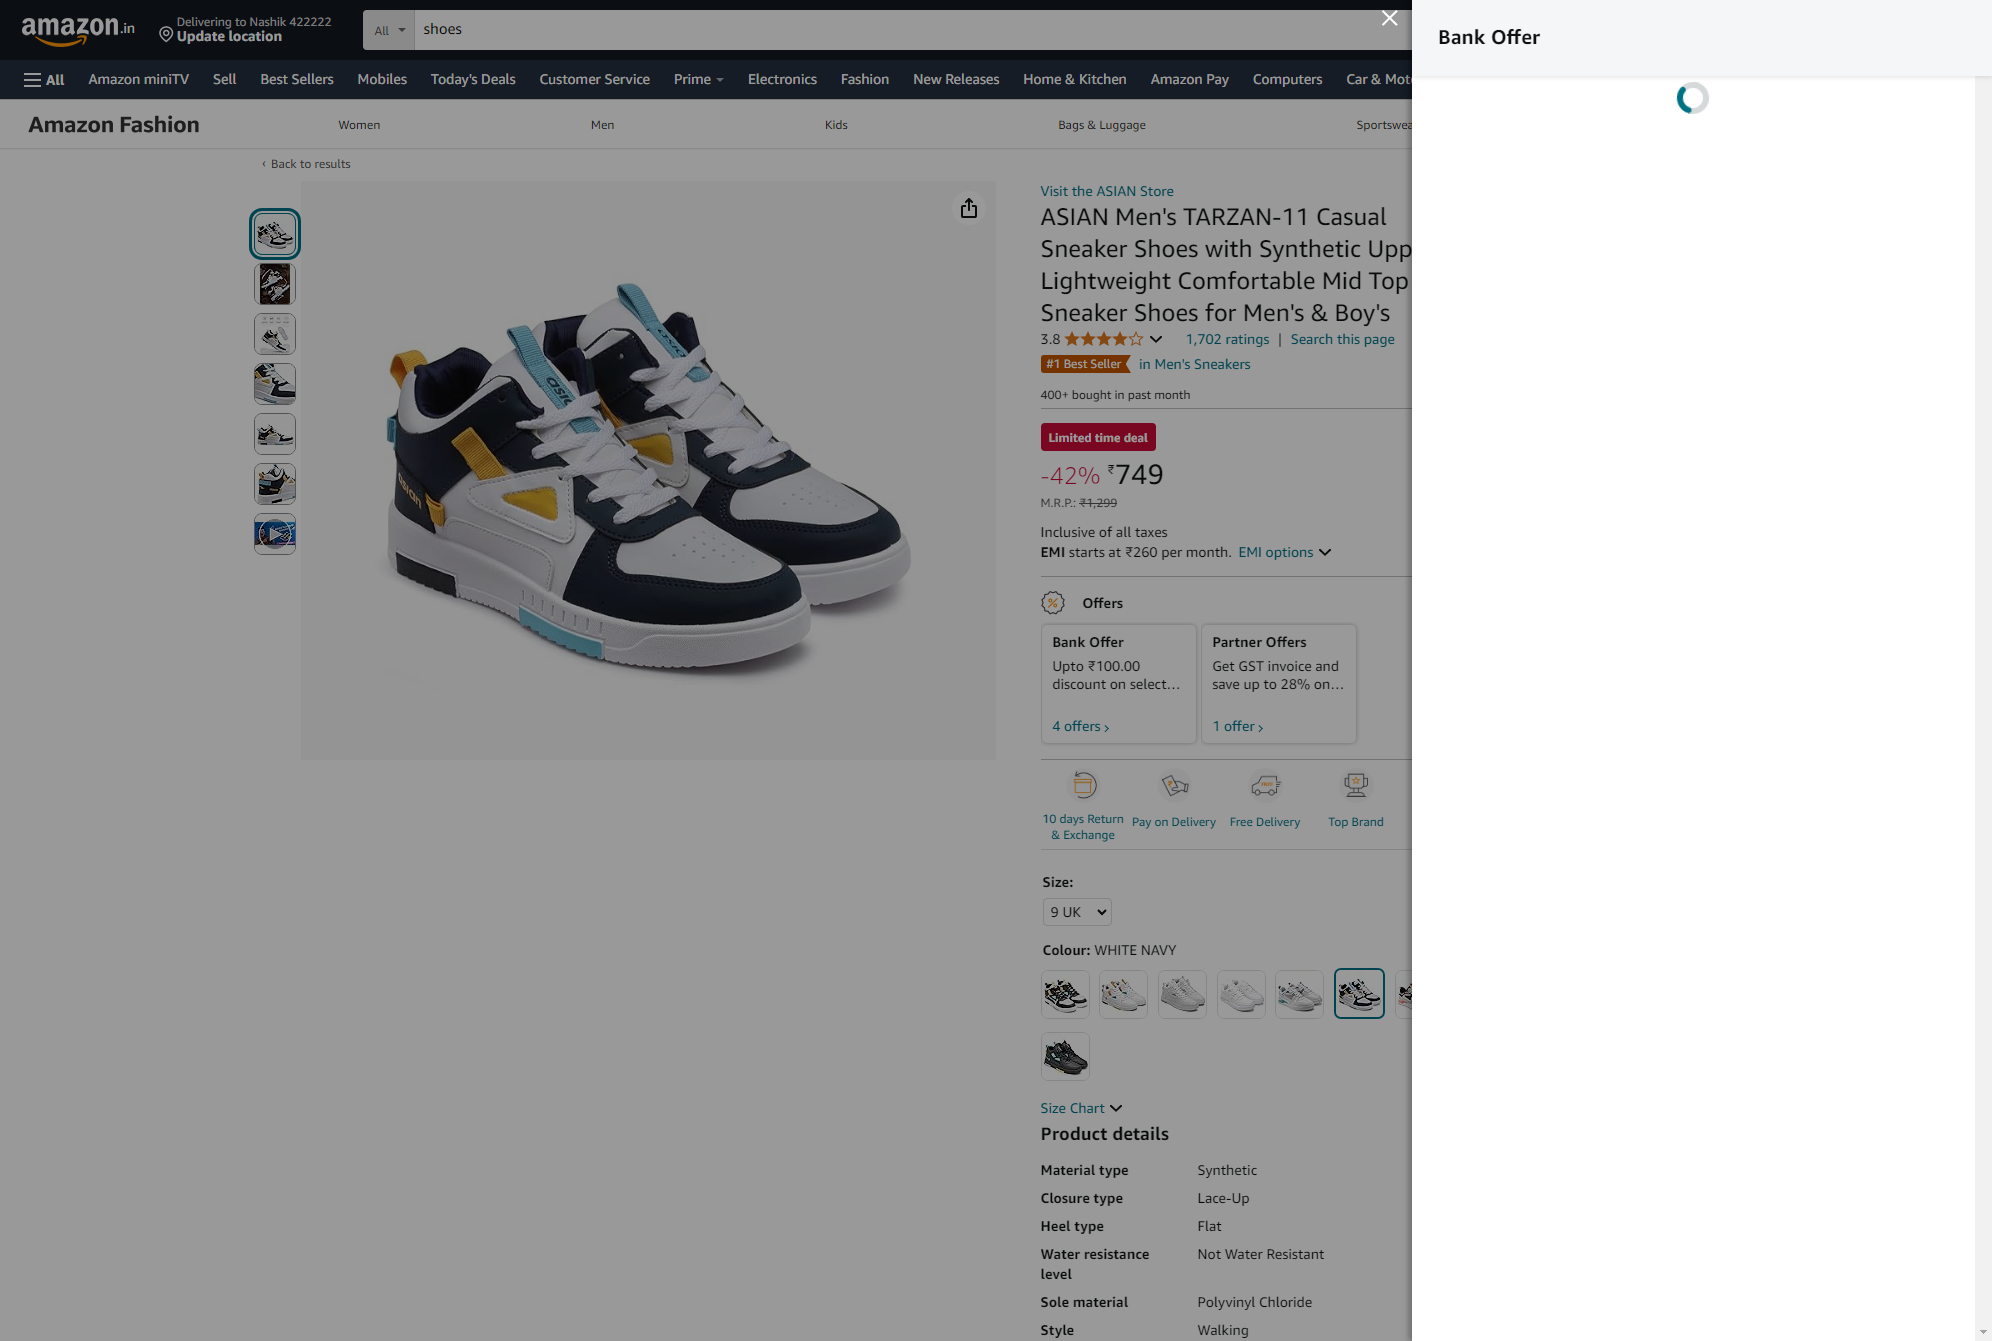 amazon.in
Delivering to Nashik 422222
Update location
All
shoes
Bank Offer
All
Amazon miniTV
Sell
Best Sellers
Mobiles
Today's Deals
Customer Service
Prime
Electronics
Fashion
New Releases
Home & Kitchen
Amazon Pay
Computers
Car & Mot
Amazon Fashion
Women
Men
Kids
Bags & Luggage
Sportswea
‹ Back to results
Visit the ASIAN Store
ASIAN Men's TARZAN-11 Casual
Sneaker Shoes with Synthetic Upp
Lightweight Comfortable Mid Top
Sneaker Shoes for Men's & Boy's
3.8
1,702 ratings | Search this page
#1 Best Seller in Men's Sneakers
400+ bought in past month
Limited time deal
-42% ₹749
M.R.P.: ₹1,299
Inclusive of all taxes
EMI starts at ₹260 per month. EMI options
asian
Offers
Bank Offer
Upto ₹100.00
discount on select…
4 offers ›
Partner Offers
Get GST invoice and
save up to 28% on…
1 offer ›
10 days Return
& Exchange
Pay on Delivery
Free Delivery
Top Brand
Size:
9 UK
Colour: WHITE NAVY
Size Chart
Product details
Material type Synthetic
Closure type Lace-Up
Heel type Flat
Water resistance Not Water Resistant
level
Sole material Polyvinyl Chloride
Style Walking